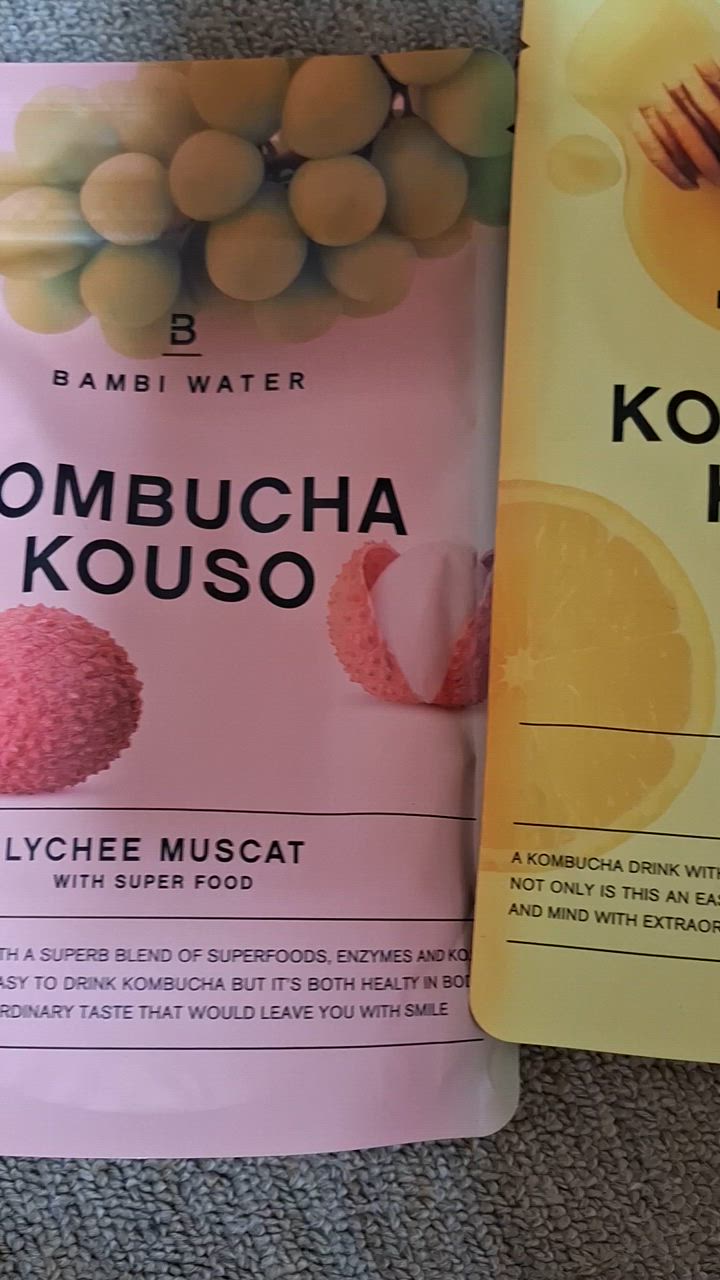 B
BAMBI WATER
OMBUCHA
KOUSO
LYCHEE MUSCAT
WITH SUPER FOOD
TH A SUPERB BLEND OF SUPERFOODS, ENZYMES AND KO
ASY TO DRINK KOMBUCHA BUT IT'S BOTH HEALTY IN BOD
RDINARY TASTE THAT WOULD LEAVE YOU WITH SMILE
KO
K
A KOMBUCHA DRINK WITH
NOT ONLY IS THIS AN EAS
AND MIND WITH EXTRAOR